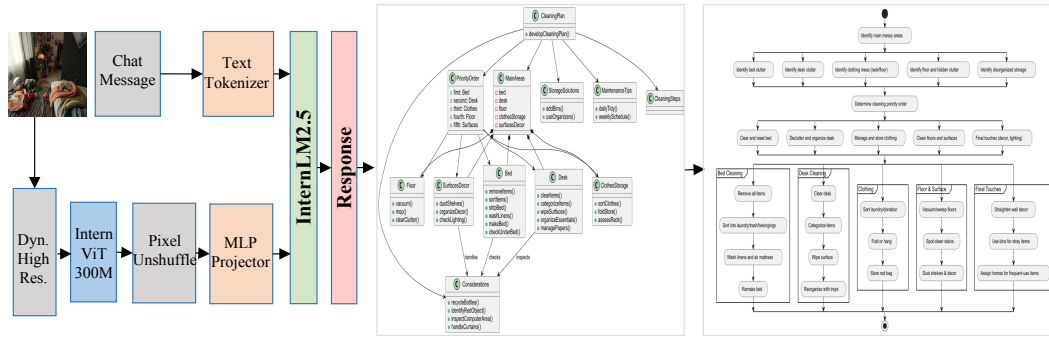 Chat
Message
Text
Tokenizer
Dyn.
High
Res.
Intern
ViT
300M
Pixel
Unshuffle
MLP
Projector
InternLM2.5
Response
C CleaningPlan
developCleaningPlan()
C PriorityOrder
first: Bed
second: Desk
third: Clothes
fourth: Floor
fifth: Surfaces
C MainAreas
bed
desk
floor
clothesStorage
surfacesDecor
C StorageSolutions
addBins()
useOrganizers()
C MaintenanceTips
dailyTidy()
weeklySchedule()
C CleaningSteps
C Floor
vacuum()
mop()
clearClutter()
C SurfacesDecor
dustShelves()
organizeDecor()
checkLighting()
C Bed
removeItems()
sortItems()
stripBed()
washLinens()
makeBed()
checkUnderBed()
C Desk
clearItems()
categorizeItems()
wipeSurfaces()
organizeEssentials()
managePapers()
C ClothesStorage
sortClothes()
foldStore()
assessRack()
handles
checks
inspects
C Considerations
recycleBottles()
identifyRedObject()
inspectComputerArea()
handleCurtains()
Identify main messy areas
Identify bed clutter
Identify desk clutter
Identify clothing mess (rack/floor)
Identify floor and hidden clutter
Identify disorganized storage
Determine cleaning priority order
Clear and reset bed
Declutter and organize desk
Manage and store clothing
Clean floors and surfaces
Final touches (decor, lighting)
Bed Cleaning
Remove all items
Sort into laundry/trash/belongings
Wash linens and air mattress
Remake bed
Desk Cleaning
Clear desk
Categorize items
Wipe surface
Reorganize with trays
Clothing
Sort laundry/donation
Fold or hang
Store red bag
Floor & Surface
Vacuum/sweep floors
Spot-clean stains
Dust shelves & decor
Final Touches
Straighten wall decor
Use bins for stray items
Assign homes for frequent-use items